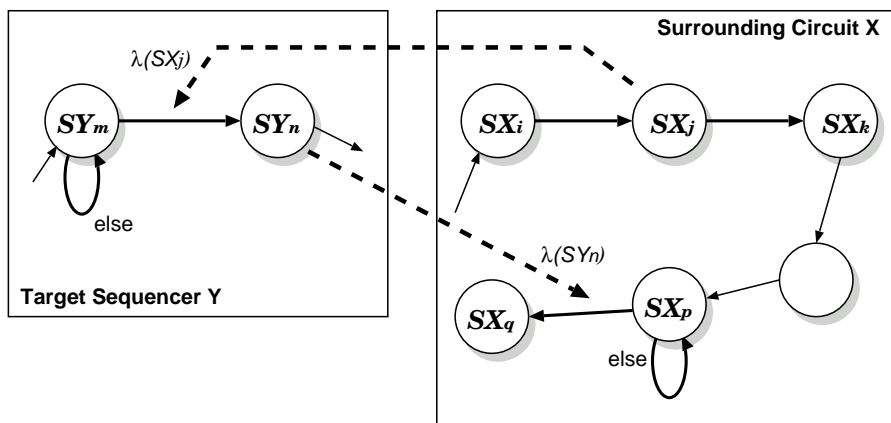 Surrounding Circuit X
λ(SXj)
SYm
SYn
SXi
SXj
SXk
else
λ(SYn)
Target Sequencer Y
SXq
SXp
else